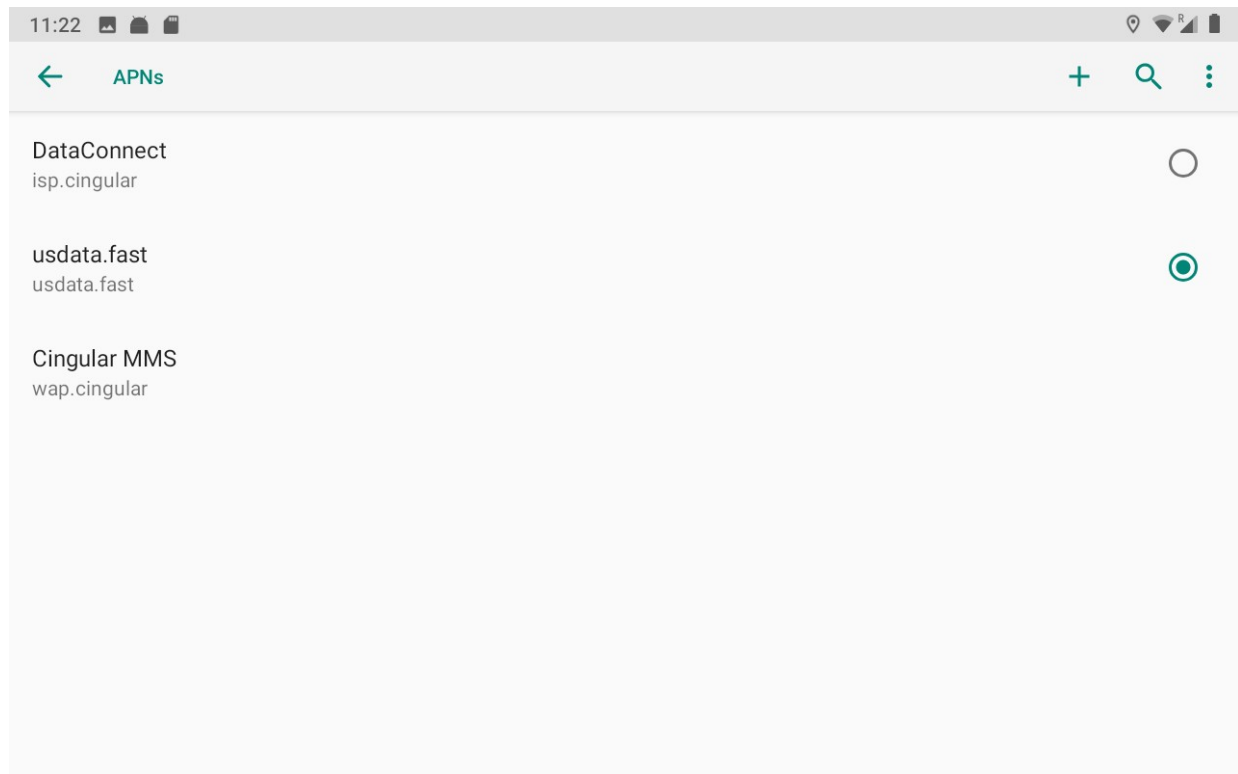 11:22
R
APNs
DataConnect
isp.cingular
usdata.fast
usdata.fast
Cingular MMS
wap.cingular